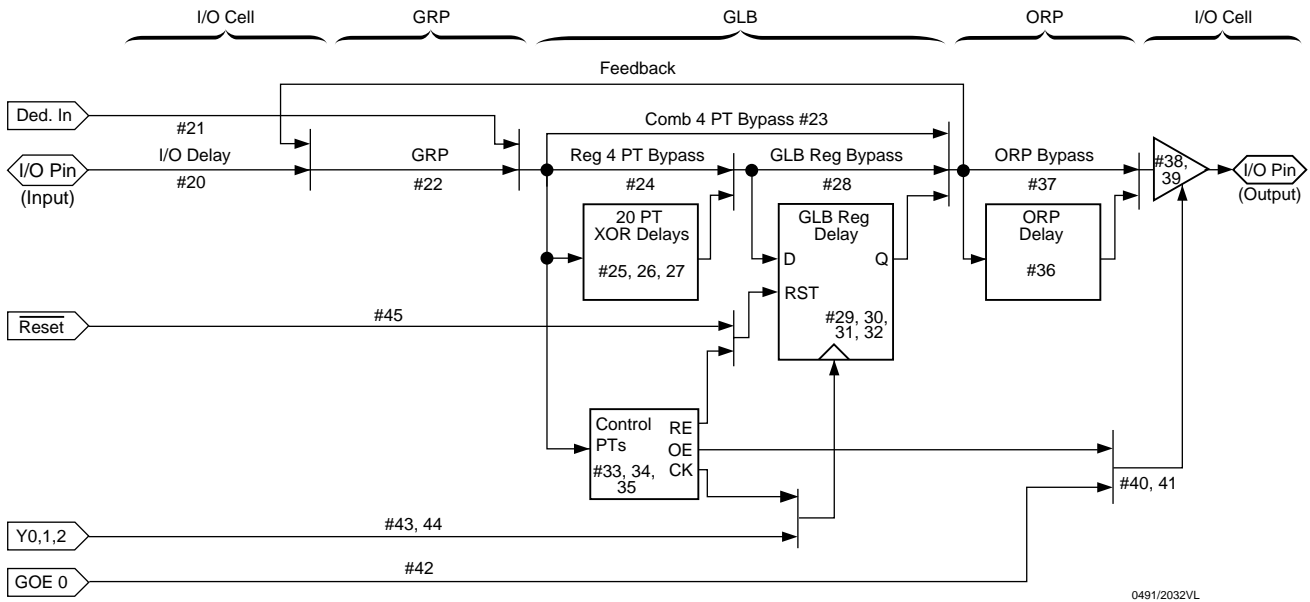 I/O Cell
GRP
GLB
ORP
I/O Cell
Feedback
Ded. In
#21
Comb 4 PT Bypass #23
I/O Pin
(Input)
I/O Delay
#20
GRP
#22
Reg 4 PT Bypass
#24
GLB Reg Bypass
#28
ORP Bypass
#37
#38,
39
I/O Pin
(Output)
20 PT
XOR Delays
#25, 26, 27
GLB Reg
Delay
D
Q
RST
#29, 30,
31, 32
ORP
Delay
#36
Reset
#45
Control
PTs
#33, 34,
35
RE
OE
CK
#40, 41
Y0,1,2
#43, 44
GOE 0
#42
0491/2032VL